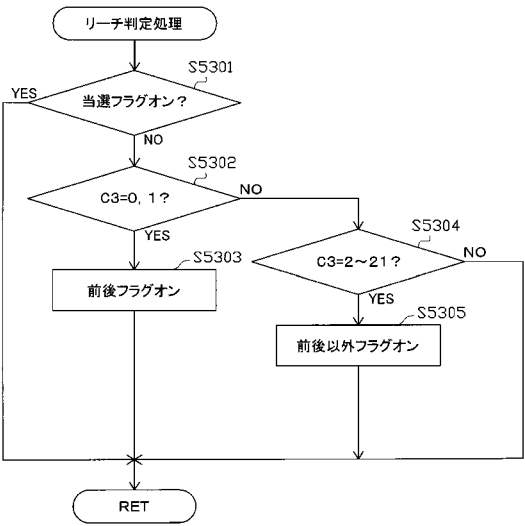 リーチ判定処理
S5301
YES
当選フラグオン？
NO
S5302
C3=0, 1？
NO
YES
S5304
C3=2～21？
NO
S5303
前後フラグオン
YES
S5305
前後以外フラグオン
RET